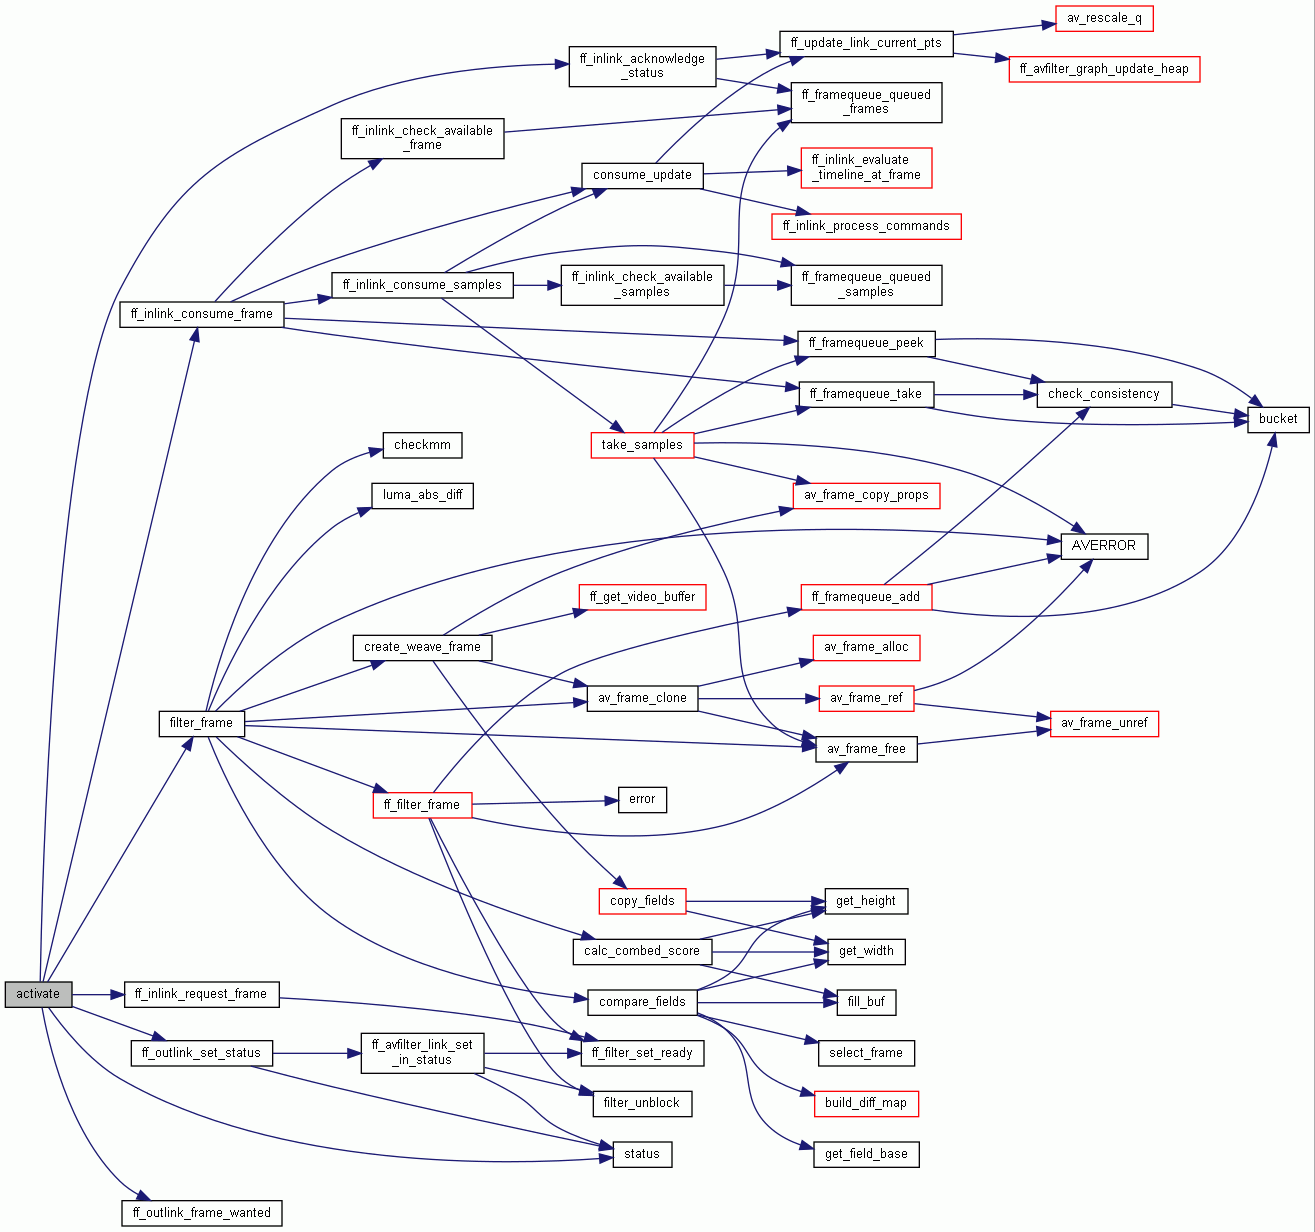 av_rescale_q
ff_update_link_current_pts
ff_inlink_acknowledge
_status
ff_avfilter_graph_update_heap
ff_framequeue_queued
_frames
ff_inlink_check_available
_frame
ff_inlink_evaluate
_timeline_at_frame
consume_update
ff_inlink_process_commands
ff_inlink_consume_samples
ff_inlink_check_available
_samples
ff_framequeue_queued
_samples
ff_inlink_consume_frame
ff_framequeue_peek
ff_framequeue_take
check_consistency
bucket
checkmm
take_samples
luma_abs_diff
av_frame_copy_props
AVERROR
ff_get_video_buffer
ff_framequeue_add
create_weave_frame
av_frame_alloc
av_frame_clone
av_frame_ref
filter_frame
av_frame_unref
av_frame_free
ff_filter_frame
error
copy_fields
get_height
calc_combed_score
get_width
activate
ff_inlink_request_frame
compare_fields
fill_buf
ff_outlink_set_status
ff_avfilter_link_set
_in_status
ff_filter_set_ready
select_frame
filter_unblock
build_diff_map
status
get_field_base
ff_outlink_frame_wanted